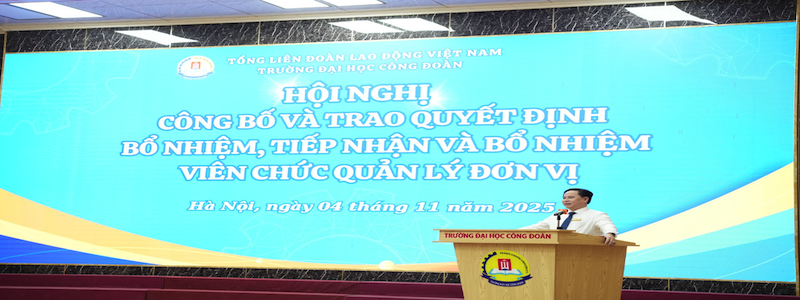 TỔNG LIÊN ĐOÀN LAO ĐỘNG VIỆT NAM
TRƯỜNG ĐẠI HỌC CÔNG ĐOÀN
HỘI NGHỊ
CÔNG BỐ VÀ TRAO QUYẾT ĐỊNH
BỔ NHIỆM, TIẾP NHẬN VÀ BỔ NHIỆM
VIÊN CHỨC QUẢN LÝ ĐƠN VỊ
Hà Nội, ngày 04 tháng 11 năm 2025
TRƯỜNG ĐẠI HỌC CÔNG ĐOÀN